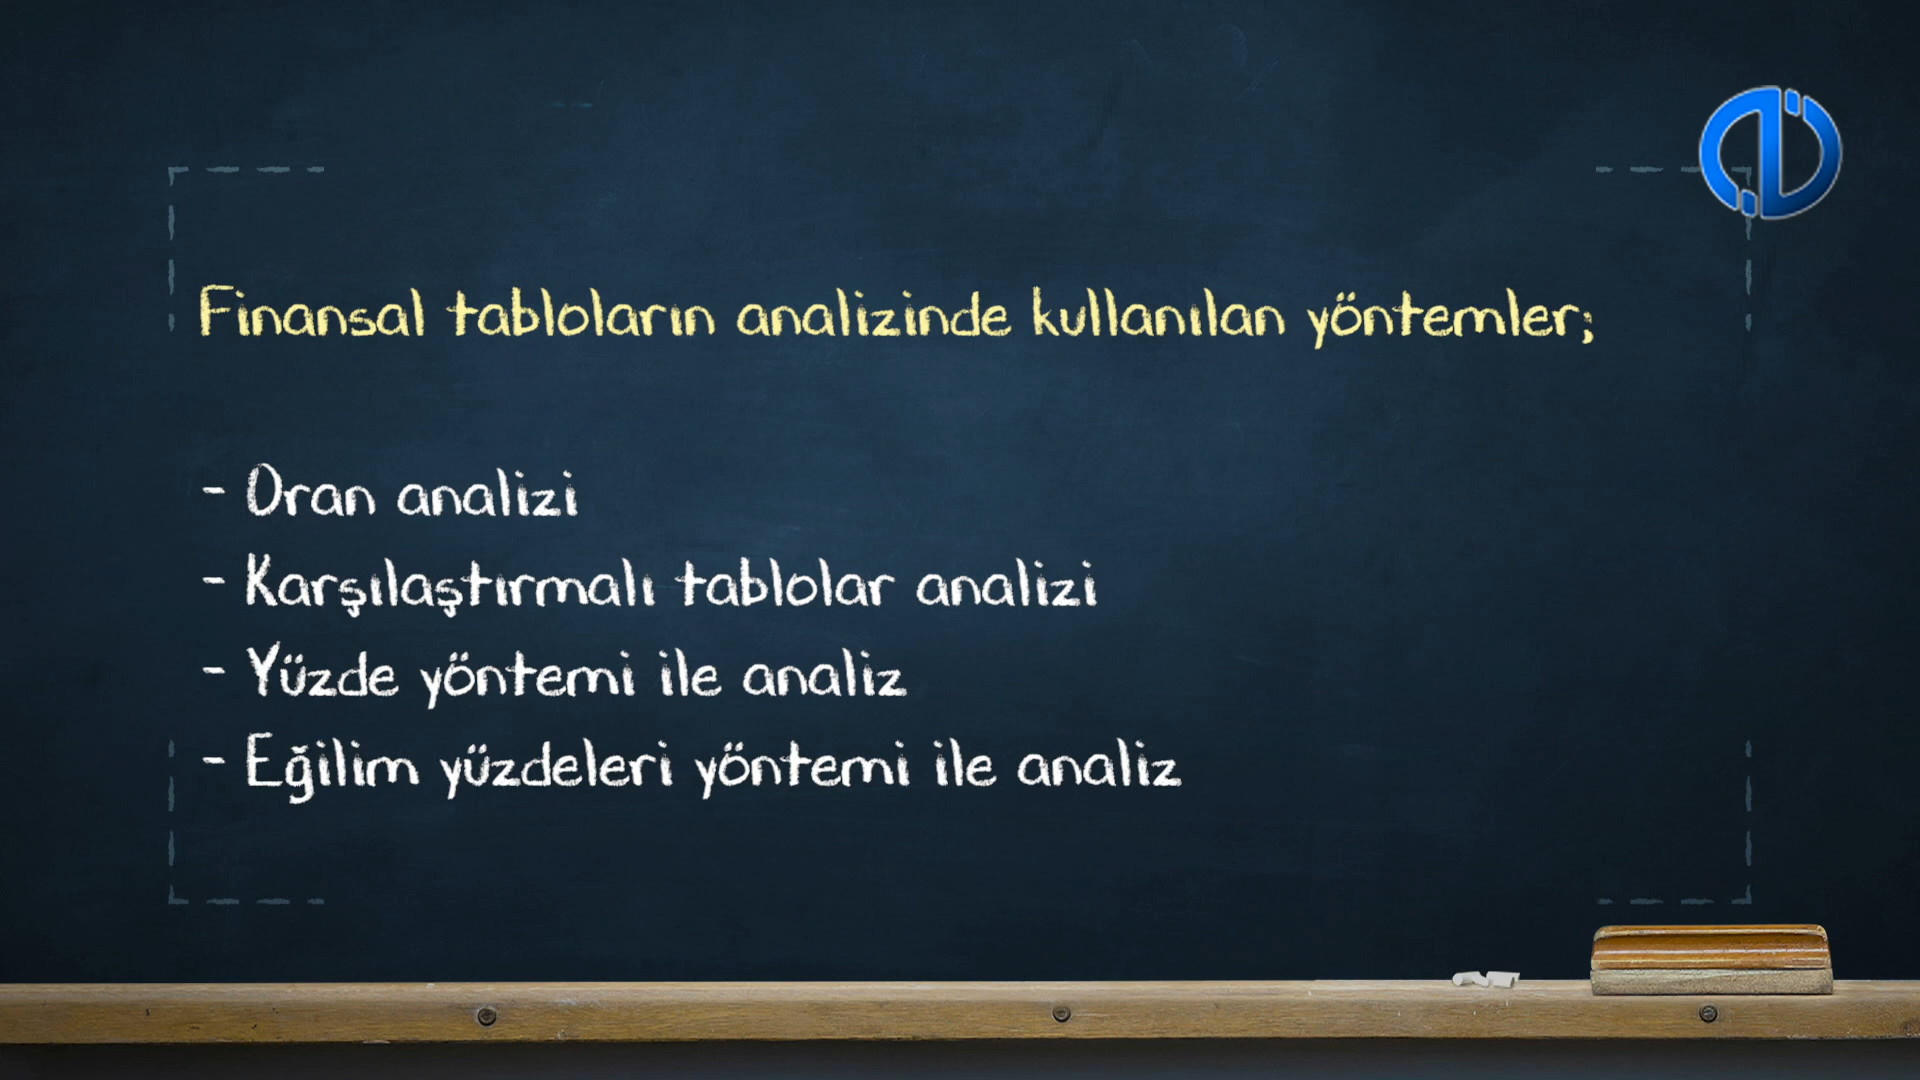 Finansal tabloların analizinde kullanılan yöntemler;
- Oran analizi
- Karşılaştırmalı tablolar analizi
- Yüzde yöntemi ile analiz
- Eğilim yüzdeleri yöntemi ile analiz